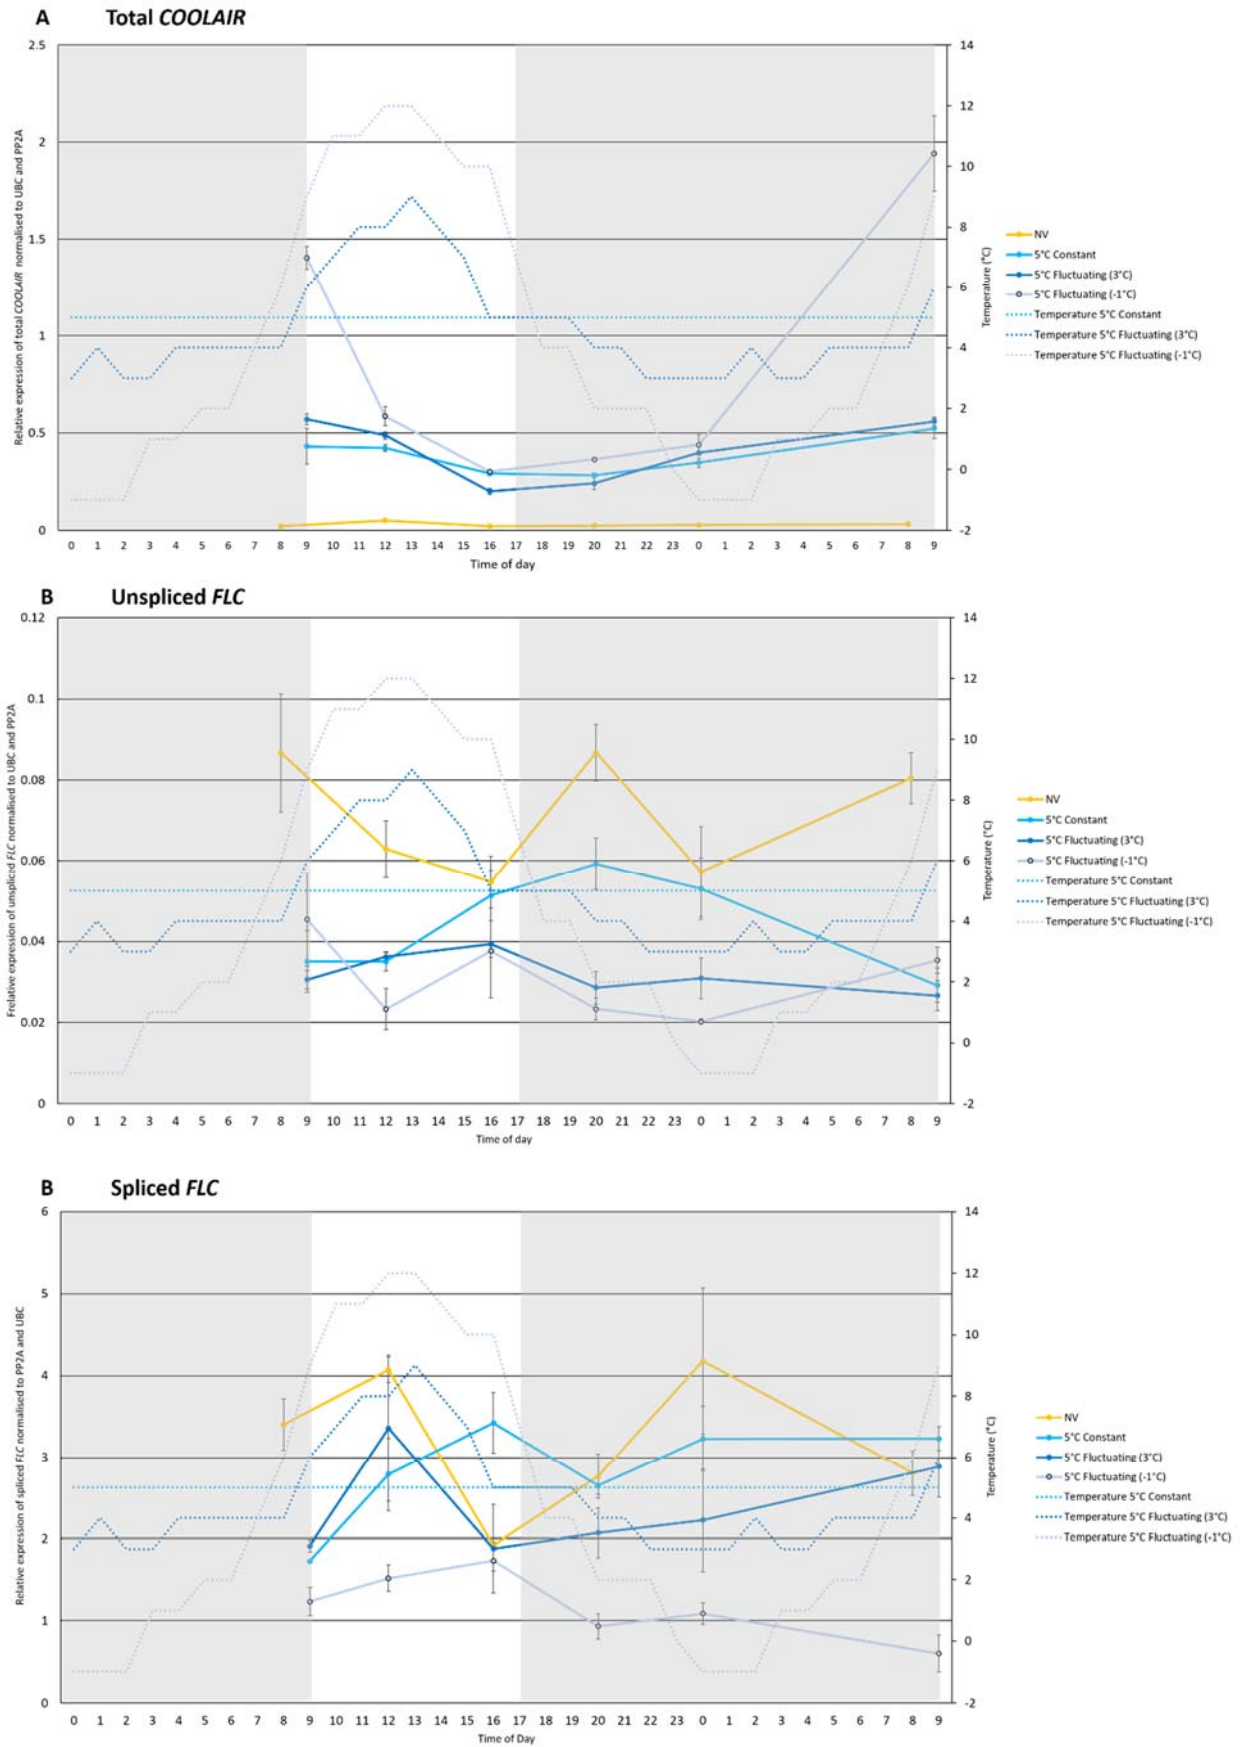 A Total COOLAIR
2.5
2
1.5
1
0.5
0
Relative expression of total COOLAIR normalised to UBC and PP2A
14
12
10
8
6
4
2
0
-2
Temperature (°C)
0 1 2 3 4 5 6 7 8 9 10 11 12 13 14 15 16 17 18 19 20 21 22 23 0 1 2 3 4 5 6 7 8 9
Time of day
NV
5°C Constant
5°C Fluctuating (3°C)
5°C Fluctuating (-1°C)
Temperature 5°C Constant
Temperature 5°C Fluctuating (3°C)
Temperature 5°C Fluctuating (-1°C)
B Unspliced FLC
0.12
0.1
0.08
0.06
0.04
0.02
0
Frelative expression of unspliced FLC normalised to UBC and PP2A
14
12
10
8
6
4
2
0
-2
Temperature (°C)
0 1 2 3 4 5 6 7 8 9 10 11 12 13 14 15 16 17 18 19 20 21 22 23 0 1 2 3 4 5 6 7 8 9
Time of day
NV
5°C Constant
5°C Fluctuating (3°C)
5°C Fluctuating (-1°C)
Temperature 5°C Constant
Temperature 5°C Fluctuating (3°C)
Temperature 5°C Fluctuating (-1°C)
B Spliced FLC
6
5
4
3
2
1
0
Relative expression of spliced FLC normalised to PP2A and UBC
14
12
10
8
6
4
2
0
-2
Temperature (°C)
0 1 2 3 4 5 6 7 8 9 10 11 12 13 14 15 16 17 18 19 20 21 22 23 0 1 2 3 4 5 6 7 8 9
Time of Day
NV
5°C Constant
5°C Fluctuating (3°C)
5°C Fluctuating (-1°C)
Temperature 5°C Constant
Temperature 5°C Fluctuating (3°C)
Temperature 5°C Fluctuating (-1°C)